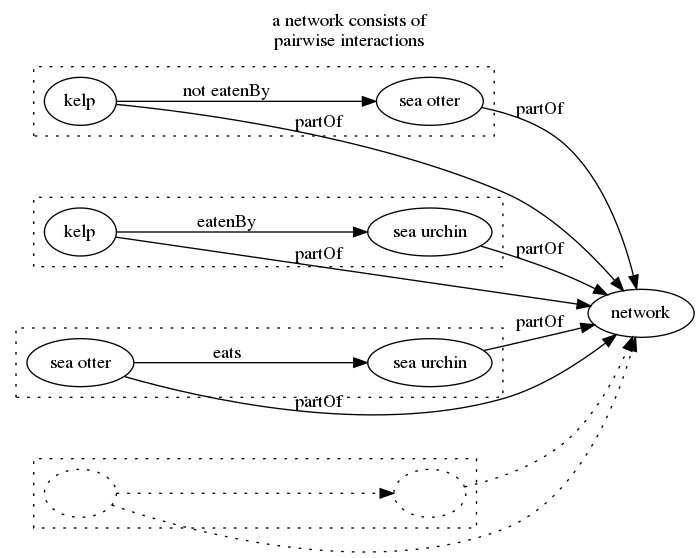 a network consists of
pairwise interactions
kelp
not eatenBy
sea otter
partOf
partOf
kelp
eatenBy
sea urchin
partOf
partOf
network
sea otter
eats
sea urchin
partOf
partOf